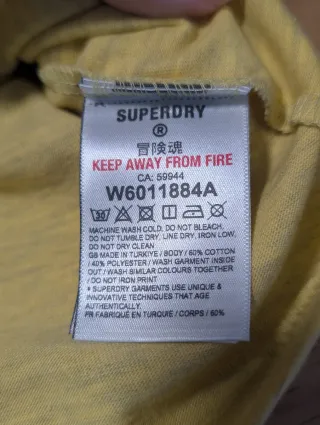 SUPERDRY
®
冒険魂
KEEP AWAY FROM FIRE
CA: 59944
W6011884A
MACHINE WASH COLD, DO NOT BLEACH,
DO NOT TUMBLE DRY, LINE DRY, IRON LOW,
DO NOT DRY CLEAN
GB MADE IN TURKIYE / BODY / 60% COTTON
/ 40% POLYESTER / WASH GARMENT INSIDE
OUT / WASH SIMILAR COLOURS TOGETHER
/ DO NOT IRON PRINT
* SUPERDRY GARMENTS USE UNIQUE &
INNOVATIVE TECHNIQUES THAT AGE
AUTHENTICALLY.
FR FABRIQUÉ EN TURQUIE / CORPS / 60%